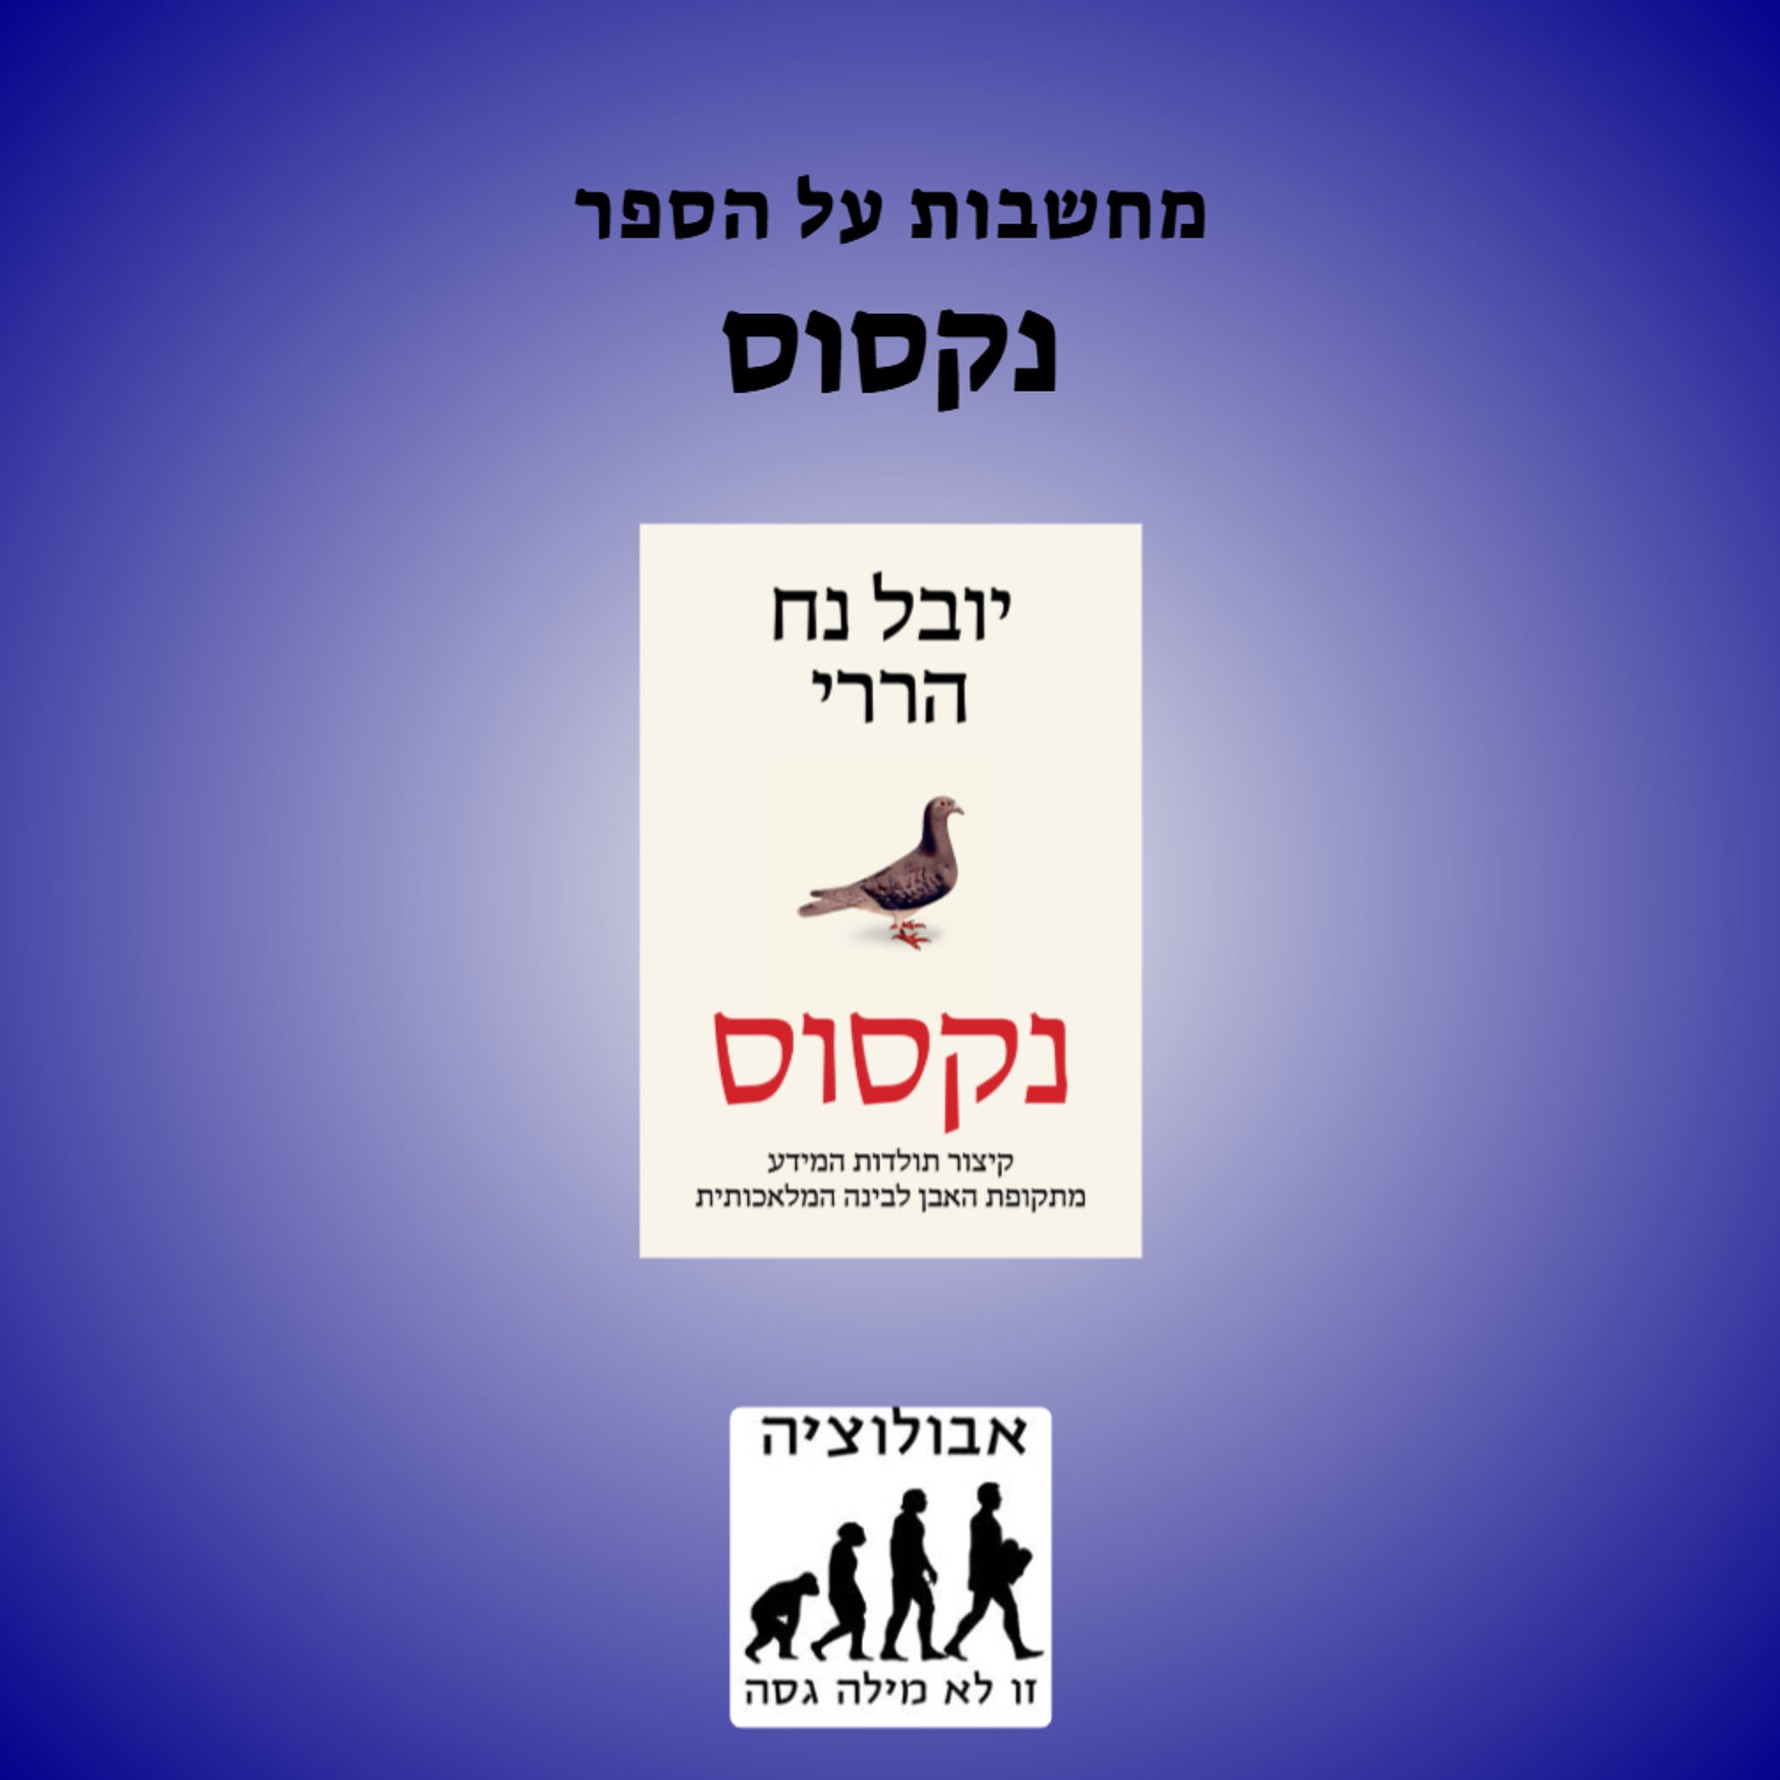 מחשבות על הספר
נקסוס
יובל נח
הררי
נקסוס
קיצור תולדות המידע
מתקופת האבן לבינה המלאכותית
אבולוציה
זו לא מילה גסה